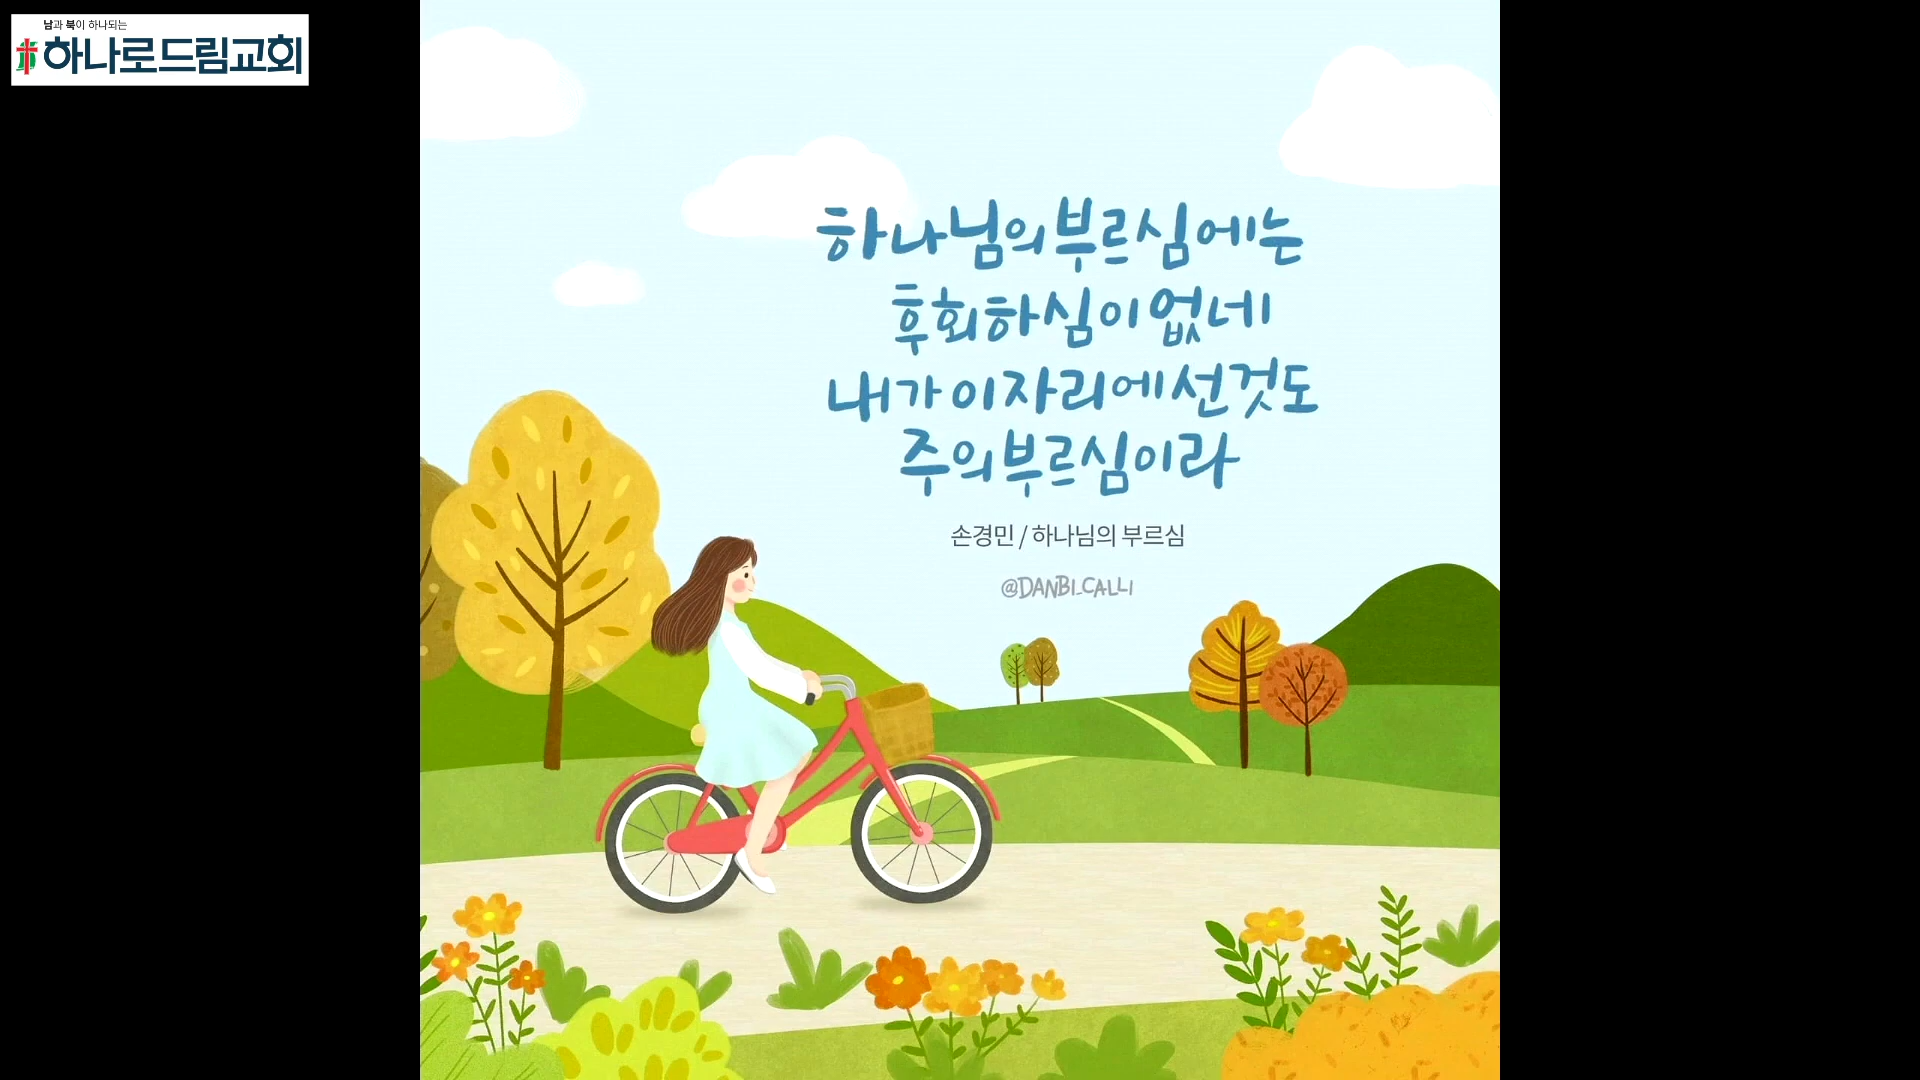 남과 북이 하나되는
하나로드림교회
하나님의 부르심에는
후회하심이 없네
내가 이 자리에 선 것도
주의 부르심이라
손경민 / 하나님의 부르심
@DANBI_CALLI